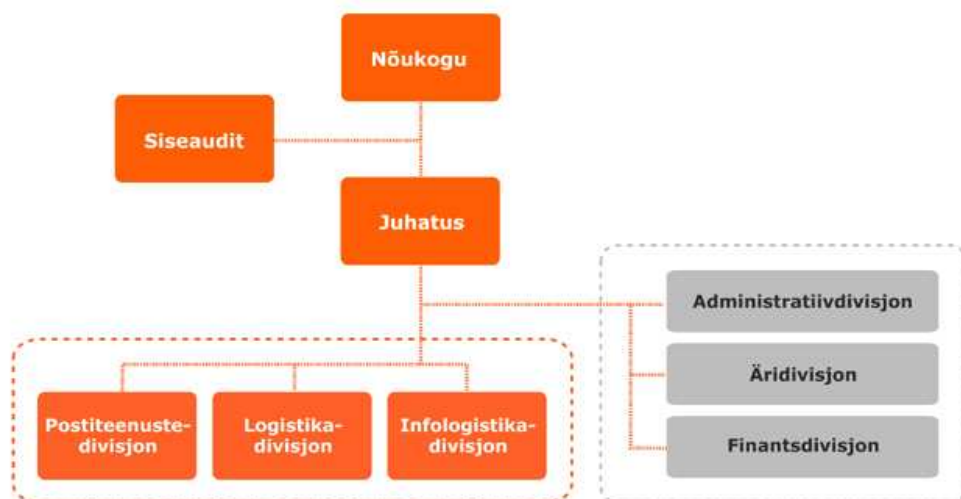 Nõukogu
Siseaudit
Juhatus
Administratiivdivisjon
Äridivisjon
Finantsdivisjon
Postiteenuste-
divisjon
Logistika-
divisjon
Infologistika-
divisjon